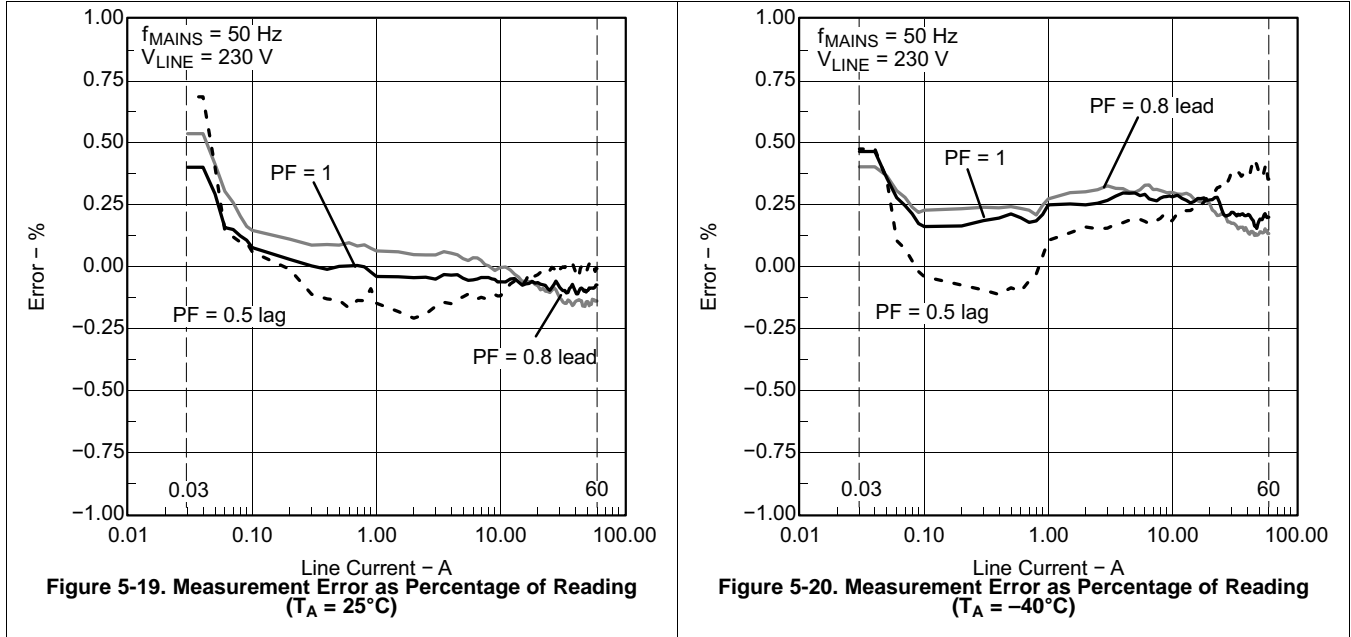 1.00
0.75
0.50
0.25
0.00
−0.25
−0.50
−0.75
−1.00
Error – %
fMAINS = 50 Hz
VLINE = 230 V
PF = 1
PF = 0.5 lag
PF = 0.8 lead
0.03
60
0.01
0.10
1.00
10.00
100.00
Line Current − A
Figure 5-19. Measurement Error as Percentage of Reading
(TA = 25°C)
1.00
0.75
0.50
0.25
0.00
−0.25
−0.50
−0.75
−1.00
Error – %
fMAINS = 50 Hz
VLINE = 230 V
PF = 0.8 lead
PF = 1
PF = 0.5 lag
0.03
60
0.01
0.10
1.00
10.00
100.00
Line Current − A
Figure 5-20. Measurement Error as Percentage of Reading
(TA = –40°C)